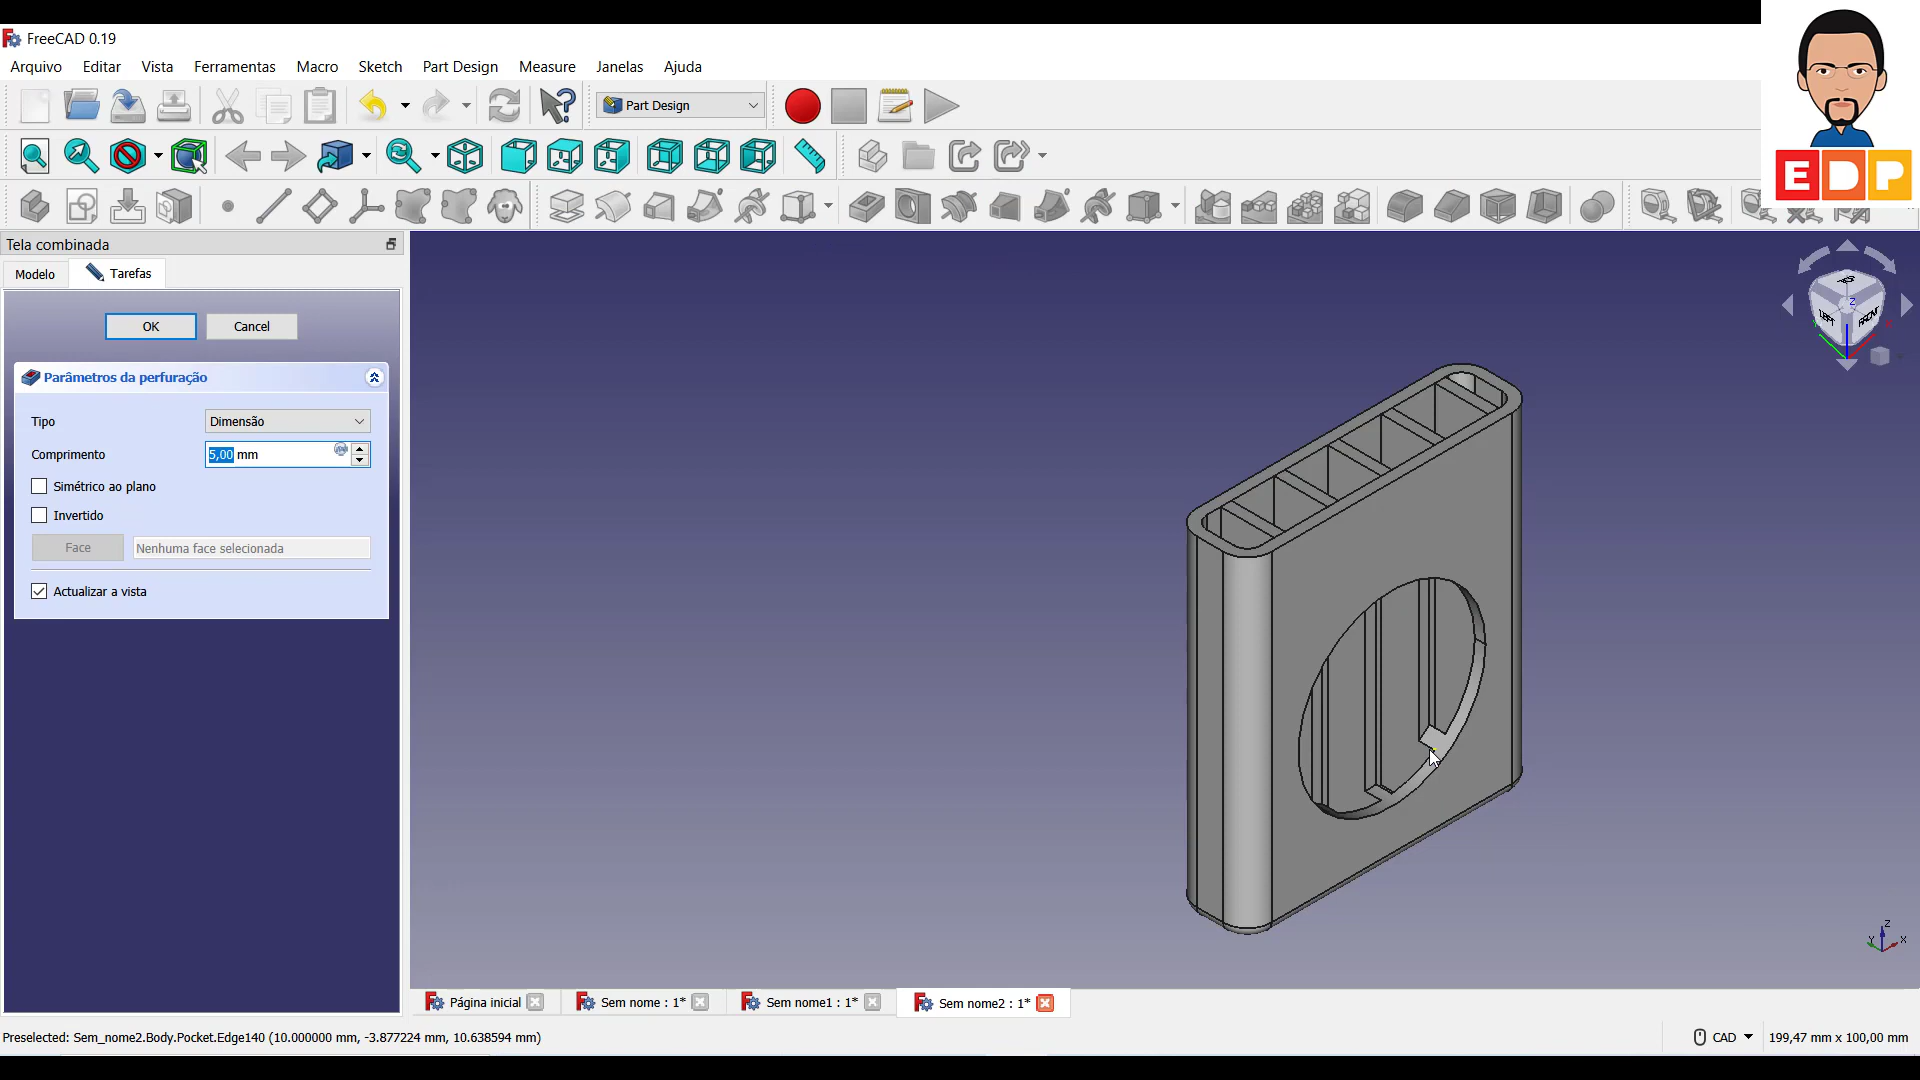 FreeCAD 0.19
Arquivo Editar Vista Ferramentas Macro Sketch Part Design Measure Janelas Ajuda
Part Design
EDP
Tela combinada
Modelo Tarefas
OK Cancel
Parâmetros da perfuração
Tipo Dimensão
Comprimento 5,00 mm
Simétrico ao plano
Invertido
Face Nenhuma face selecionada
Actualizar a vista
LEFT FRONT
Z
Z
Y X
Página inicial Sem nome : 1* Sem nome1 : 1* Sem nome2 : 1*
Preselected: Sem_nome2.Body.Pocket.Edge140 (10.000000 mm, -3.877224 mm, 10.638594 mm) CAD 199,47 mm x 100,00 mm